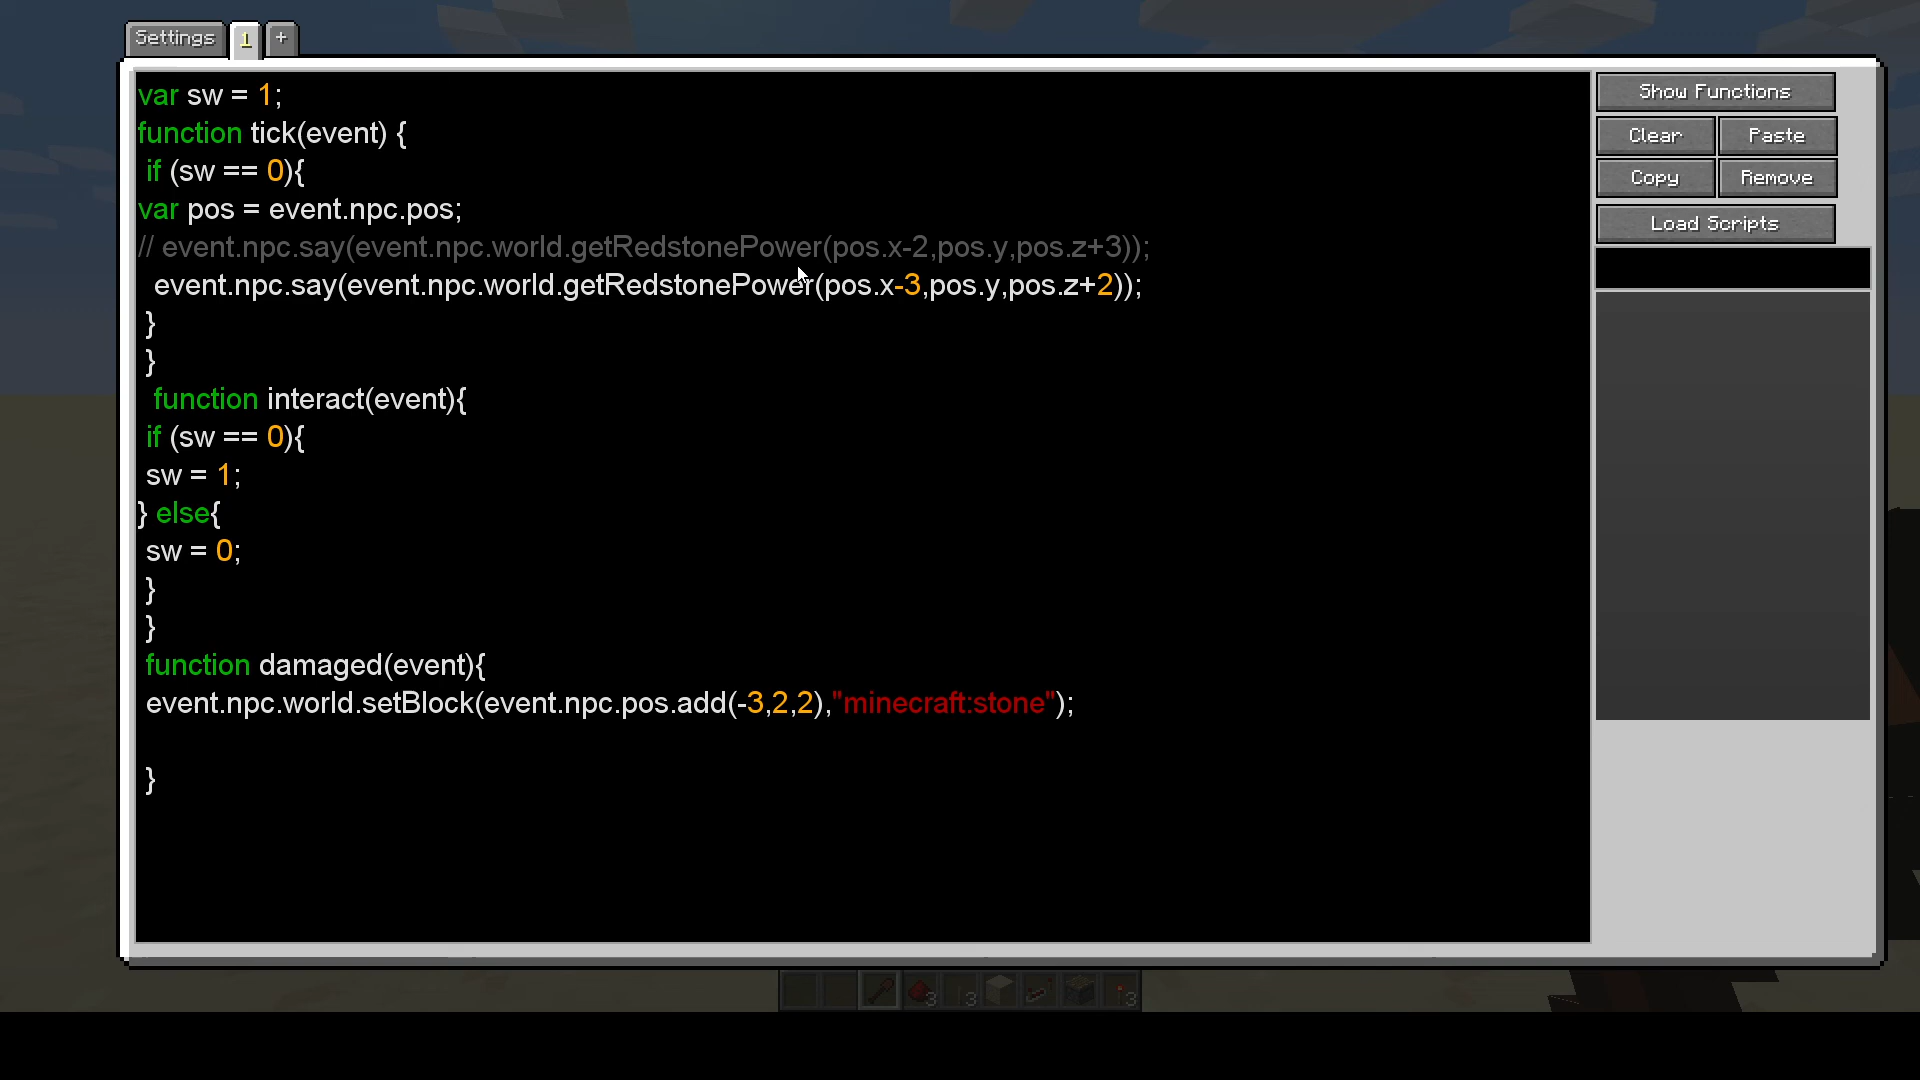 Settings 1 +
var sw = 1;
function tick(event) {
if (sw == 0){
var pos = event.npc.pos;
// event.npc.say(event.npc.world.getRedstonePower(pos.x-2,pos.y,pos.z+3));
event.npc.say(event.npc.world.getRedstonePower(pos.x-3,pos.y,pos.z+2));
}
}
function interact(event){
if (sw == 0){
sw = 1;
} else{
sw = 0;
}
}
function damaged(event){
event.npc.world.setBlock(event.npc.pos.add(-3,2,2),"minecraft:stone");
}
Show Functions
Clear Paste
Copy Remove
Load Scripts
3 3 3